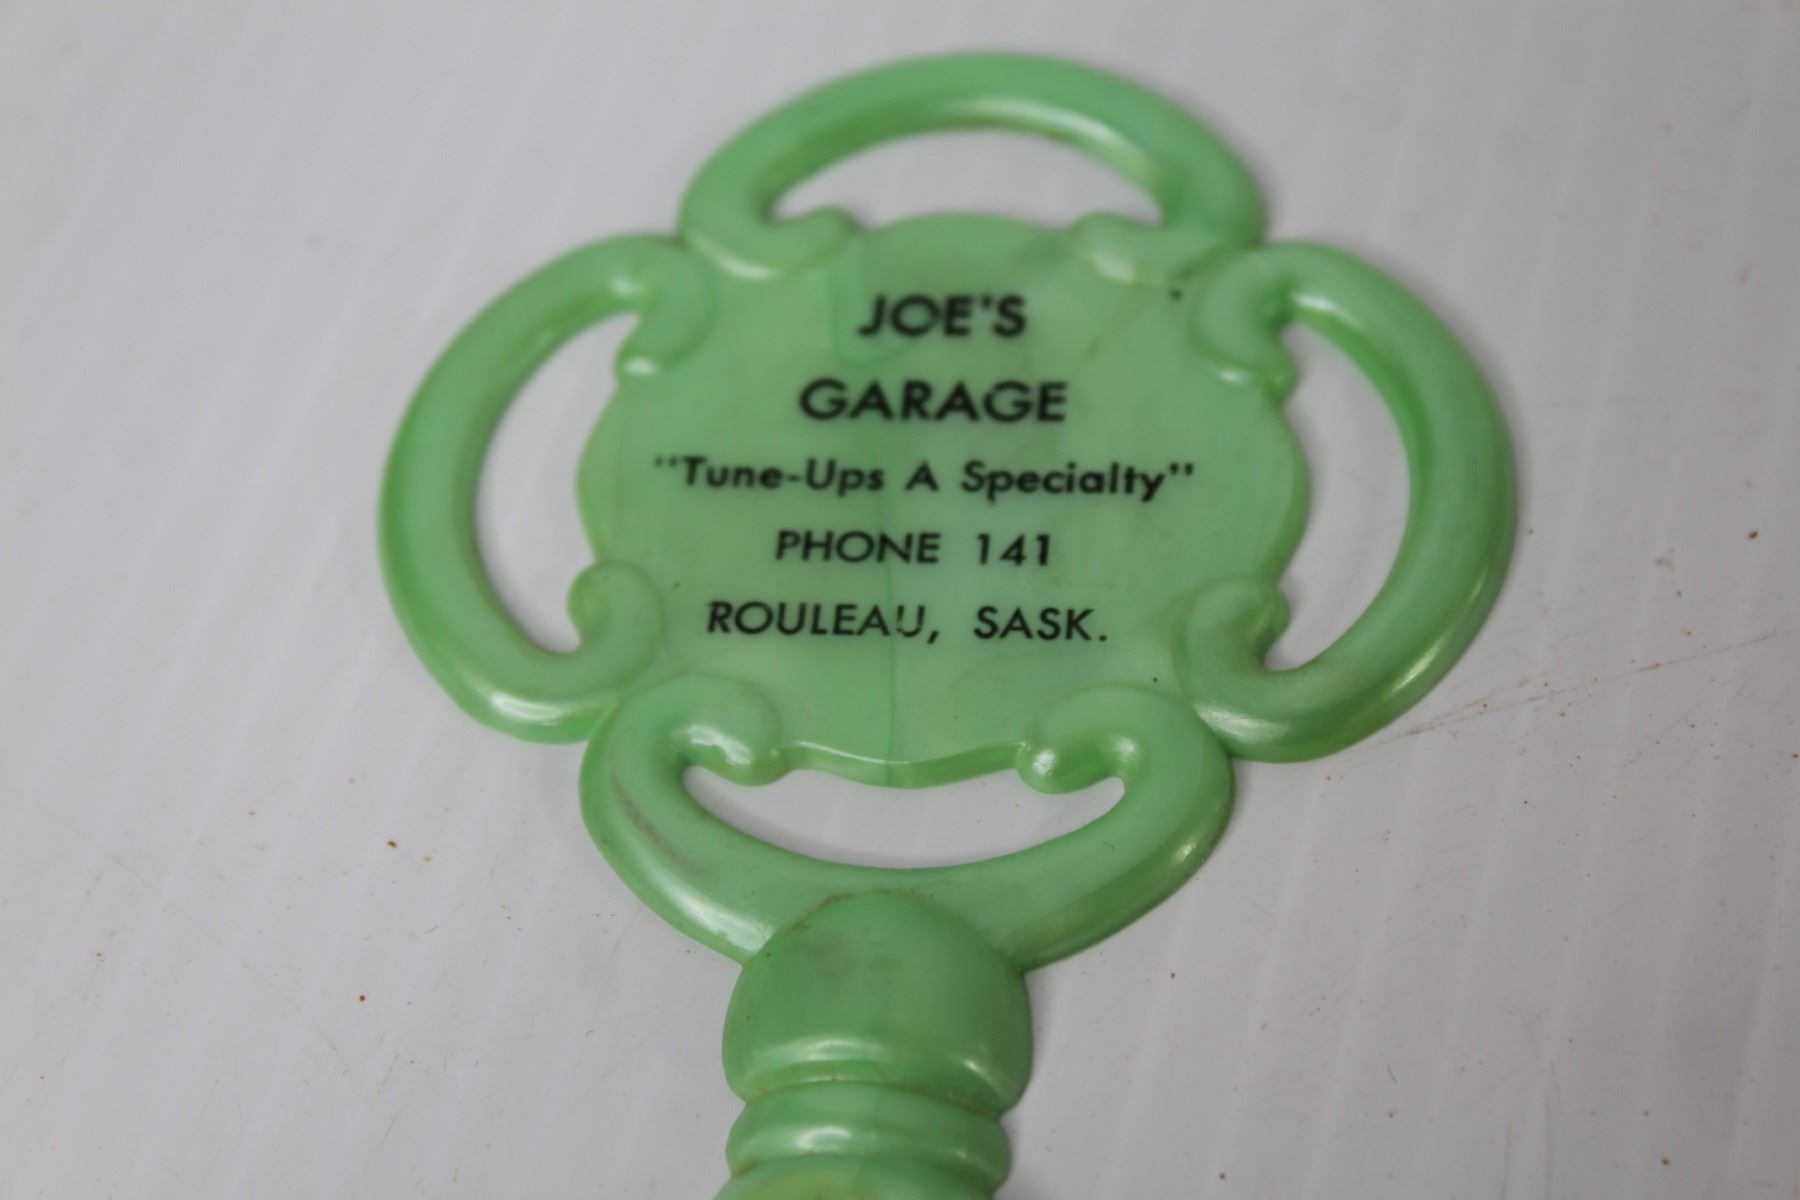 JOE'S
GARAGE
"Tune-Ups A Specialty"
PHONE 141
ROULEAU, SASK.